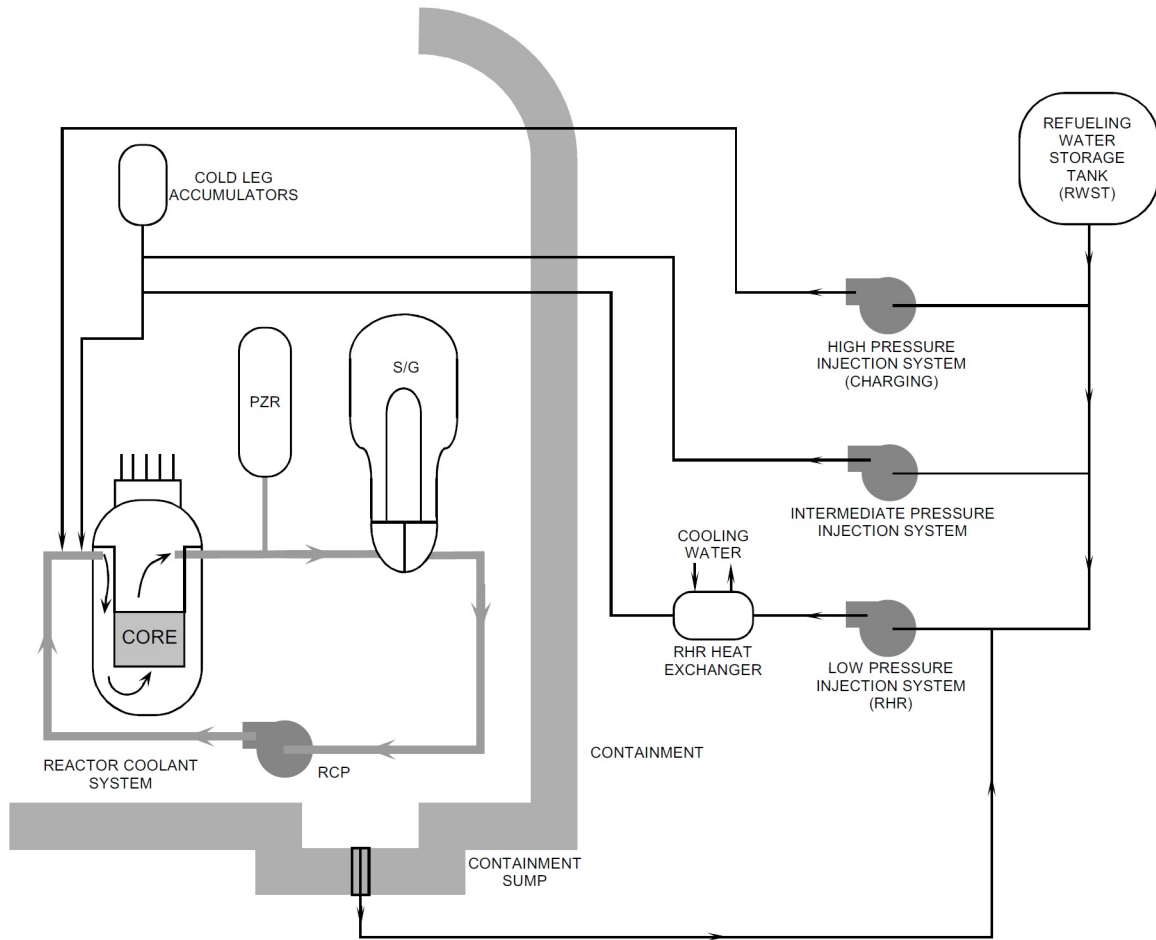 REFUELING
WATER
STORAGE
TANK
(RWST)
COLD LEG
ACCUMULATORS
HIGH PRESSURE
INJECTION SYSTEM
(CHARGING)
S/G
PZR
INTERMEDIATE PRESSURE
INJECTION SYSTEM
COOLING
WATER
CORE
RHR HEAT
EXCHANGER
LOW PRESSURE
INJECTION SYSTEM
(RHR)
CONTAINMENT
REACTOR COOLANT
SYSTEM
RCP
CONTAINMENT
SUMP